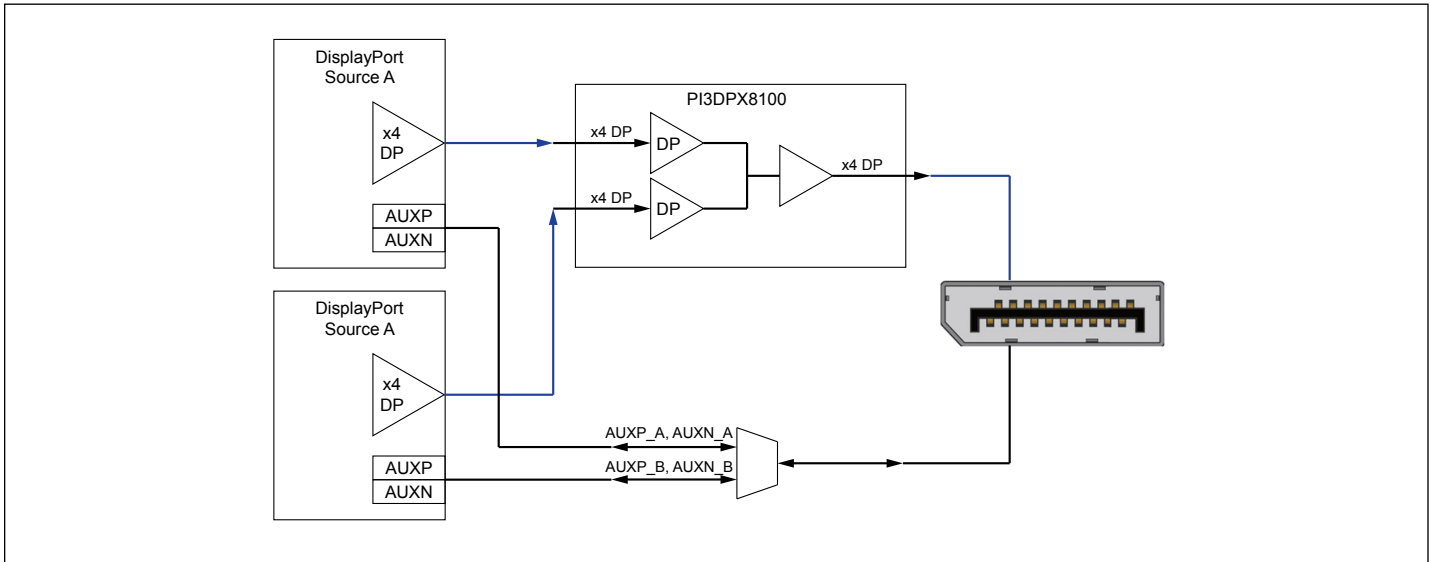 DisplayPort
Source A
x4
DP
AUXP
AUXN
PI3DPX8100
x4 DP
DP
x4 DP
DP
x4 DP
DisplayPort
Source A
x4
DP
AUXP
AUXN
AUXP_A, AUXN_A
AUXP_B, AUXN_B